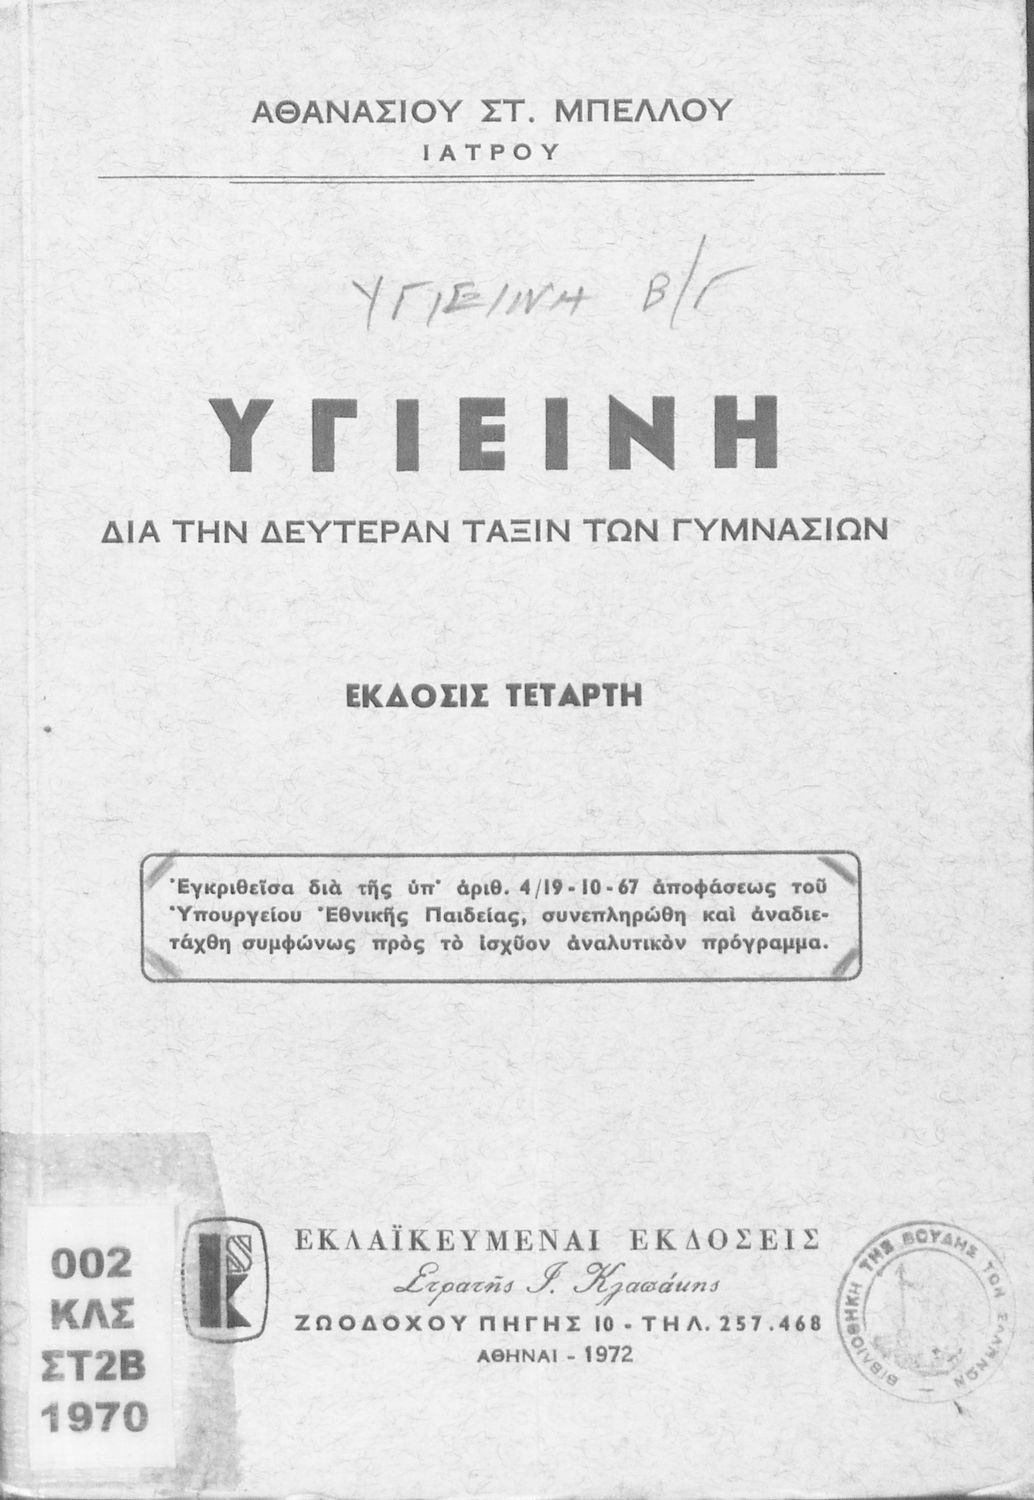 ΑΘΑΝΑΣΙΟΥ ΣΤ. ΜΠΕΛΛΟΥ
ΙΑΤΡΟΥ
ΥΓΙΕΙΝΗ Β/Γ
ΥΓΙΕΙΝΗ
ΔΙΑ ΤΗΝ ΔΕΥΤΕΡΑΝ ΤΑΞΙΝ ΤΩΝ ΓΥΜΝΑΣΙΩΝ
ΕΚΔΟΣΙΣ ΤΕΤΑΡΤΗ
Ἐγκριθεῖσα διὰ τῆς ὑπ' ἀριθ. 4/19-10-67 ἀποφάσεως τοῦ
Ὑπουργείου Ἐθνικῆς Παιδείας, συνεπληρώθη καὶ ἀναδιε-
τάχθη συμφώνως πρὸς τὸ ἰσχῦον ἀναλυτικὸν πρόγραμμα.
ΕΚΛΑΪΚΕΥΜΕΝΑΙ ΕΚΔΟΣΕΙΣ
Στρατῆς Ι. Κλαπάκης
ΖΩΟΔΟΧΟΥ ΠΗΓΗΣ 10 - ΤΗΛ. 257.468
ΑΘΗΝΑΙ - 1972
002
ΚΛΣ
ΣΤ2Β
1970
ΒΙΒΛΙΟΘΗΚΗ ΤΗΣ ΒΟΥΛΗΣ ΤΩΝ ΕΛΛΗΝΩΝ